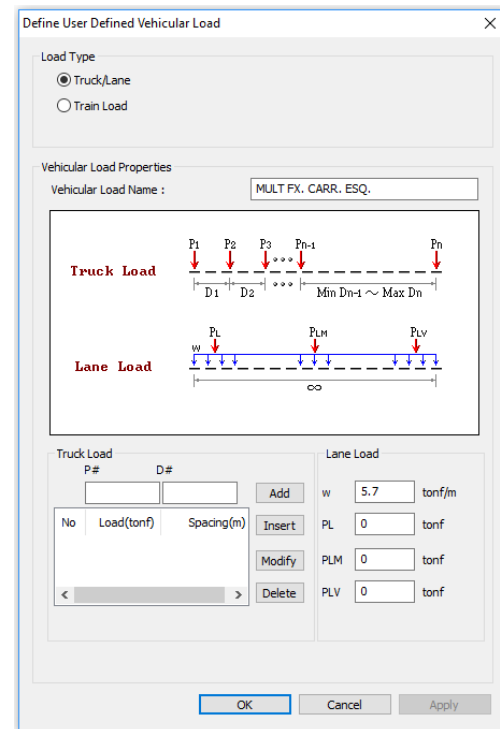 Define User Defined Vehicular Load
Load Type
Truck/Lane
Train Load
Vehicular Load Properties
Vehicular Load Name : MULT FX. CARR. ESQ.
P1 P2 P3 Pn-1 Pn
Truck Load
D1 D2 Min Dn-1 ~ Max Dn
PL PLM PLV
w
Lane Load
∞
Truck Load
P# D#
Add
No Load(tonf) Spacing(m)
Insert
Modify
Delete
Lane Load
w 5.7 tonf/m
PL 0 tonf
PLM 0 tonf
PLV 0 tonf
OK Cancel Apply